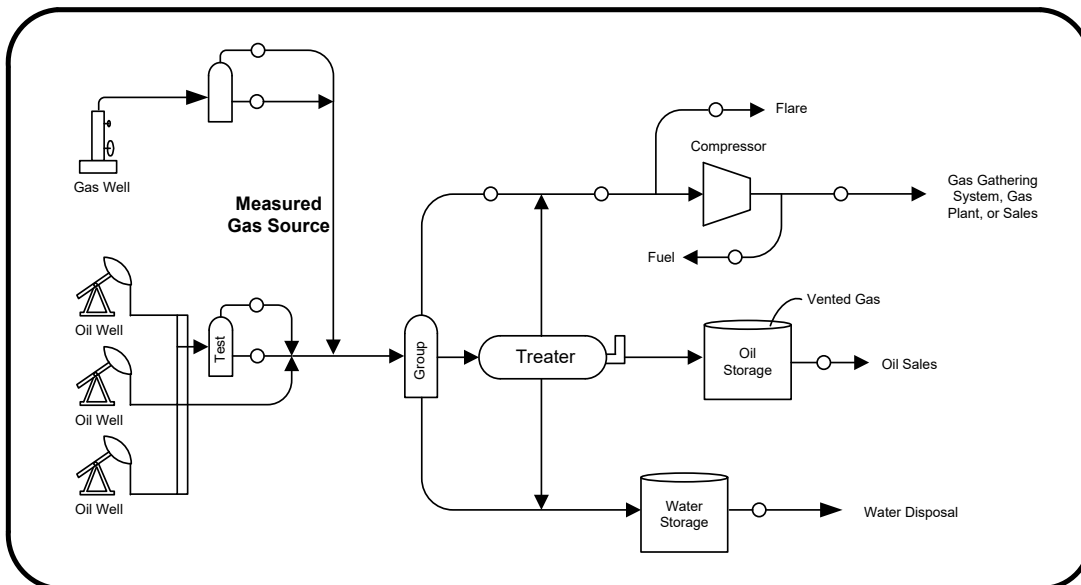 Flare
Compressor
Gas Well
Gas Gathering
System, Gas
Plant, or Sales
Measured
Gas Source
Fuel
Vented Gas
Oil Well
Test
Group
Treater
Oil
Storage
Oil Sales
Oil Well
Oil Well
Water
Storage
Water Disposal